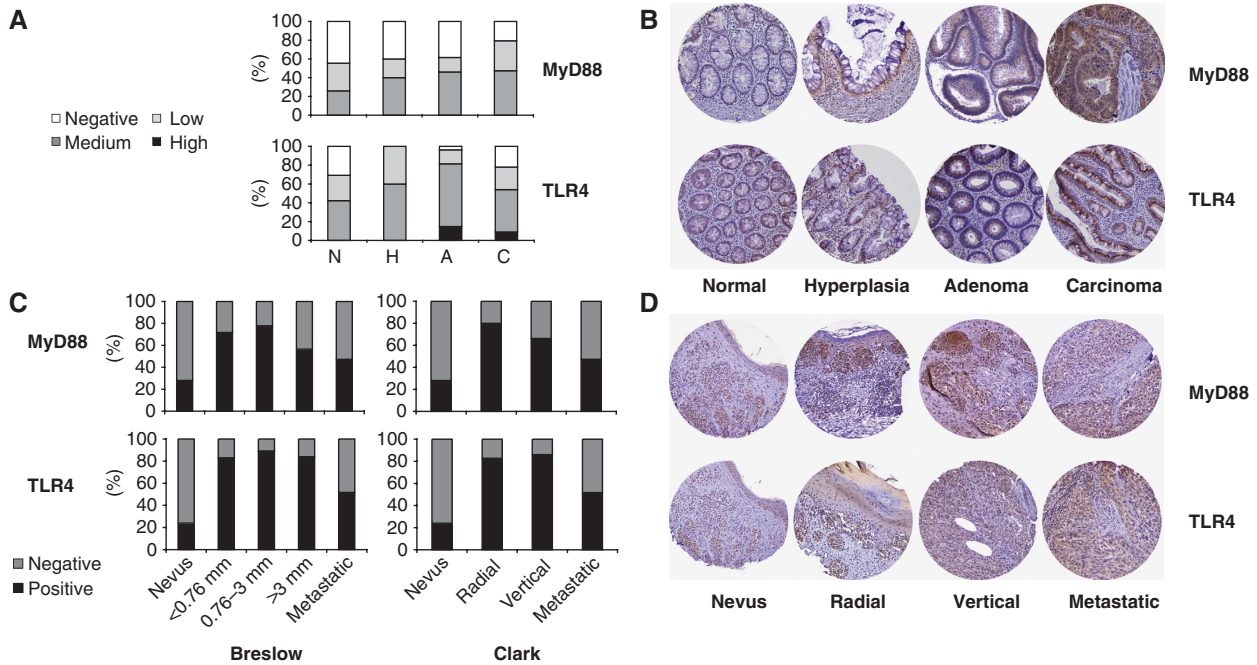 A
(%)
100
80
60
40
20
0
MyD88
Negative
Low
Medium
High
(%)
100
80
60
40
20
0
TLR4
N H A C
B
MyD88
TLR4
Normal Hyperplasia Adenoma Carcinoma
C
MyD88
(%)
100
80
60
40
20
0
100
80
60
40
20
0
TLR4
(%)
100
80
60
40
20
0
100
80
60
40
20
0
Negative
Positive
Nevus
<0.76 mm
0.76–3 mm
>3 mm
Metastatic
Breslow
Nevus
Radial
Vertical
Metastatic
Clark
D
MyD88
TLR4
Nevus Radial Vertical Metastatic